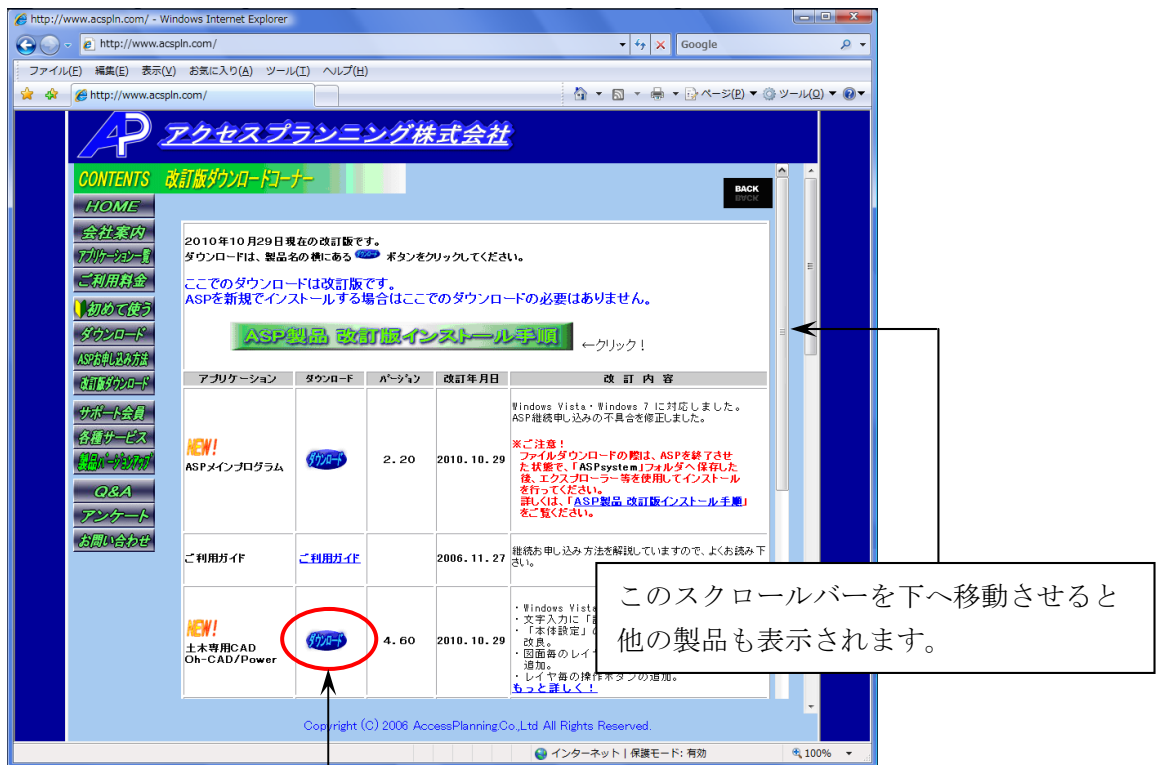 http://www.acspln.com/ - Windows Internet Explorer
http://www.acspln.com/
Google
ファイル(F) 編集(E) 表示(V) お気に入り(A) ツール(T) ヘルプ(H)
http://www.acspln.com/
ページ(P) ツール(O)
AP アクセスプランニング株式会社
CONTENTS 改訂版ダウンロードコーナー
BACK
HOME
会社案内
アプリケーション一覧
ご利用料金
初めて使う
ダウンロード
ASPお申し込み方法
改訂版ダウンロード
サポート会員
各種サービス
製品バージョンアップ
Q&A
アンケート
お問い合わせ
2010年10月29日現在の改訂版です。
ダウンロードは、製品名の横にある ダウンロード ボタンをクリックしてください。
ここでのダウンロードは改訂版です。
ASPを新規でインストールする場合はここでのダウンロードの必要はありません。
ASP製品 改訂版インストール手順 ←クリック！
アプリケーション ダウンロード バージョン 改訂年月日 改 訂 内 容
NEW!
ASPメインプログラム ダウンロード 2.20 2010.10.29
Windows Vista・Windows 7 に対応しました。
ASP継続申し込みの不具合を修正しました。
※ご注意！
ファイルダウンロードの際は、ASPを終了させ
た状態で、「ASPsystem」フォルダへ保存した
後、エクスプローラー等を使用してインストール
を行ってください。
詳しくは、「ASP製品 改訂版インストール手順」
をご覧ください。
ご利用ガイド ご利用ガイド 2006.11.27
継続お申し込み方法を解説していますので、よくお読み下
さい。
NEW!
土木専用CAD
Oh-CAD/Power ダウンロード 4.60 2010.10.29
・Windows Vista
・文字入力に「
・「本体設定」の
改良。
・図面毎のレイヤ
追加。
・レイヤ毎の操作ボタンの追加。
もっと詳しく！
このスクロールバーを下へ移動させると
他の製品も表示されます。
Copyright (C) 2006 AccessPlanning.Co.,Ltd All Rights Reserved.
インターネット | 保護モード: 有効 100%